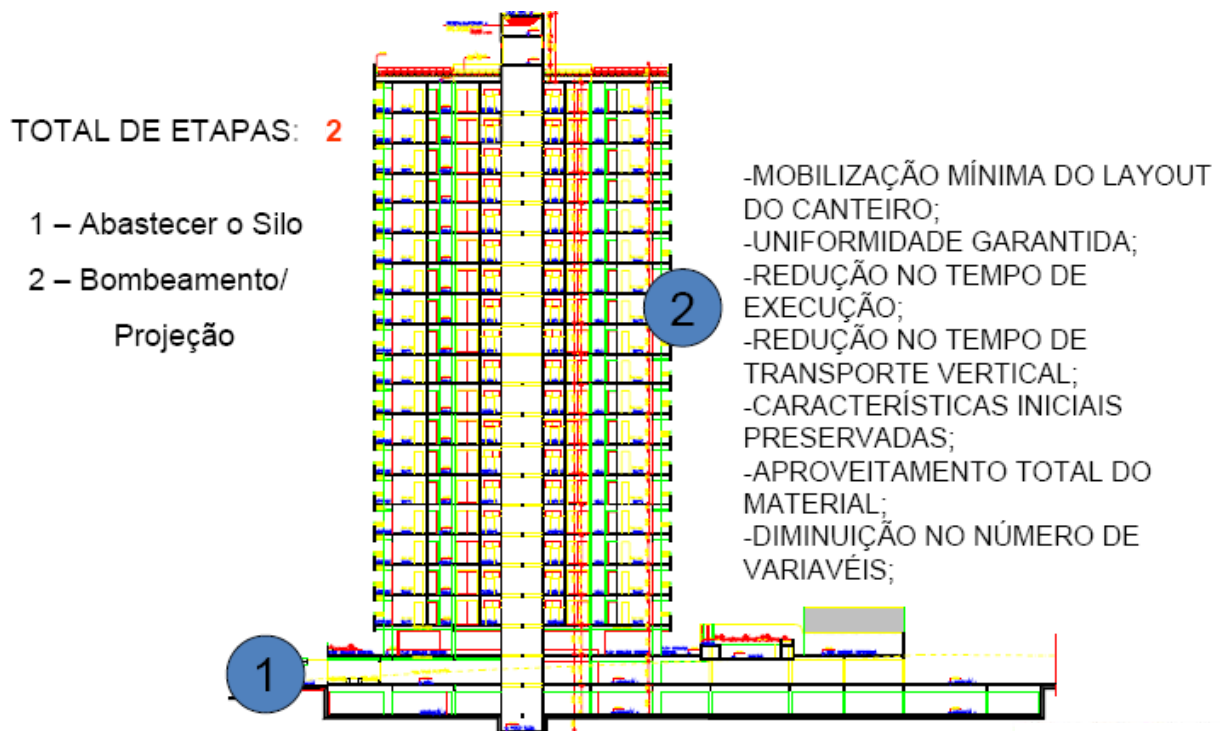 TOTAL DE ETAPAS: 2
1 – Abastecer o Silo
2 – Bombeamento/
Projeção
2
1
-MOBILIZAÇÃO MÍNIMA DO LAYOUT
DO CANTEIRO;
-UNIFORMIDADE GARANTIDA;
-REDUÇÃO NO TEMPO DE
EXECUÇÃO;
-REDUÇÃO NO TEMPO DE
TRANSPORTE VERTICAL;
-CARACTERÍSTICAS INICIAIS
PRESERVADAS;
-APROVEITAMENTO TOTAL DO
MATERIAL;
-DIMINUIÇÃO NO NÚMERO DE
VARIAVÉIS;